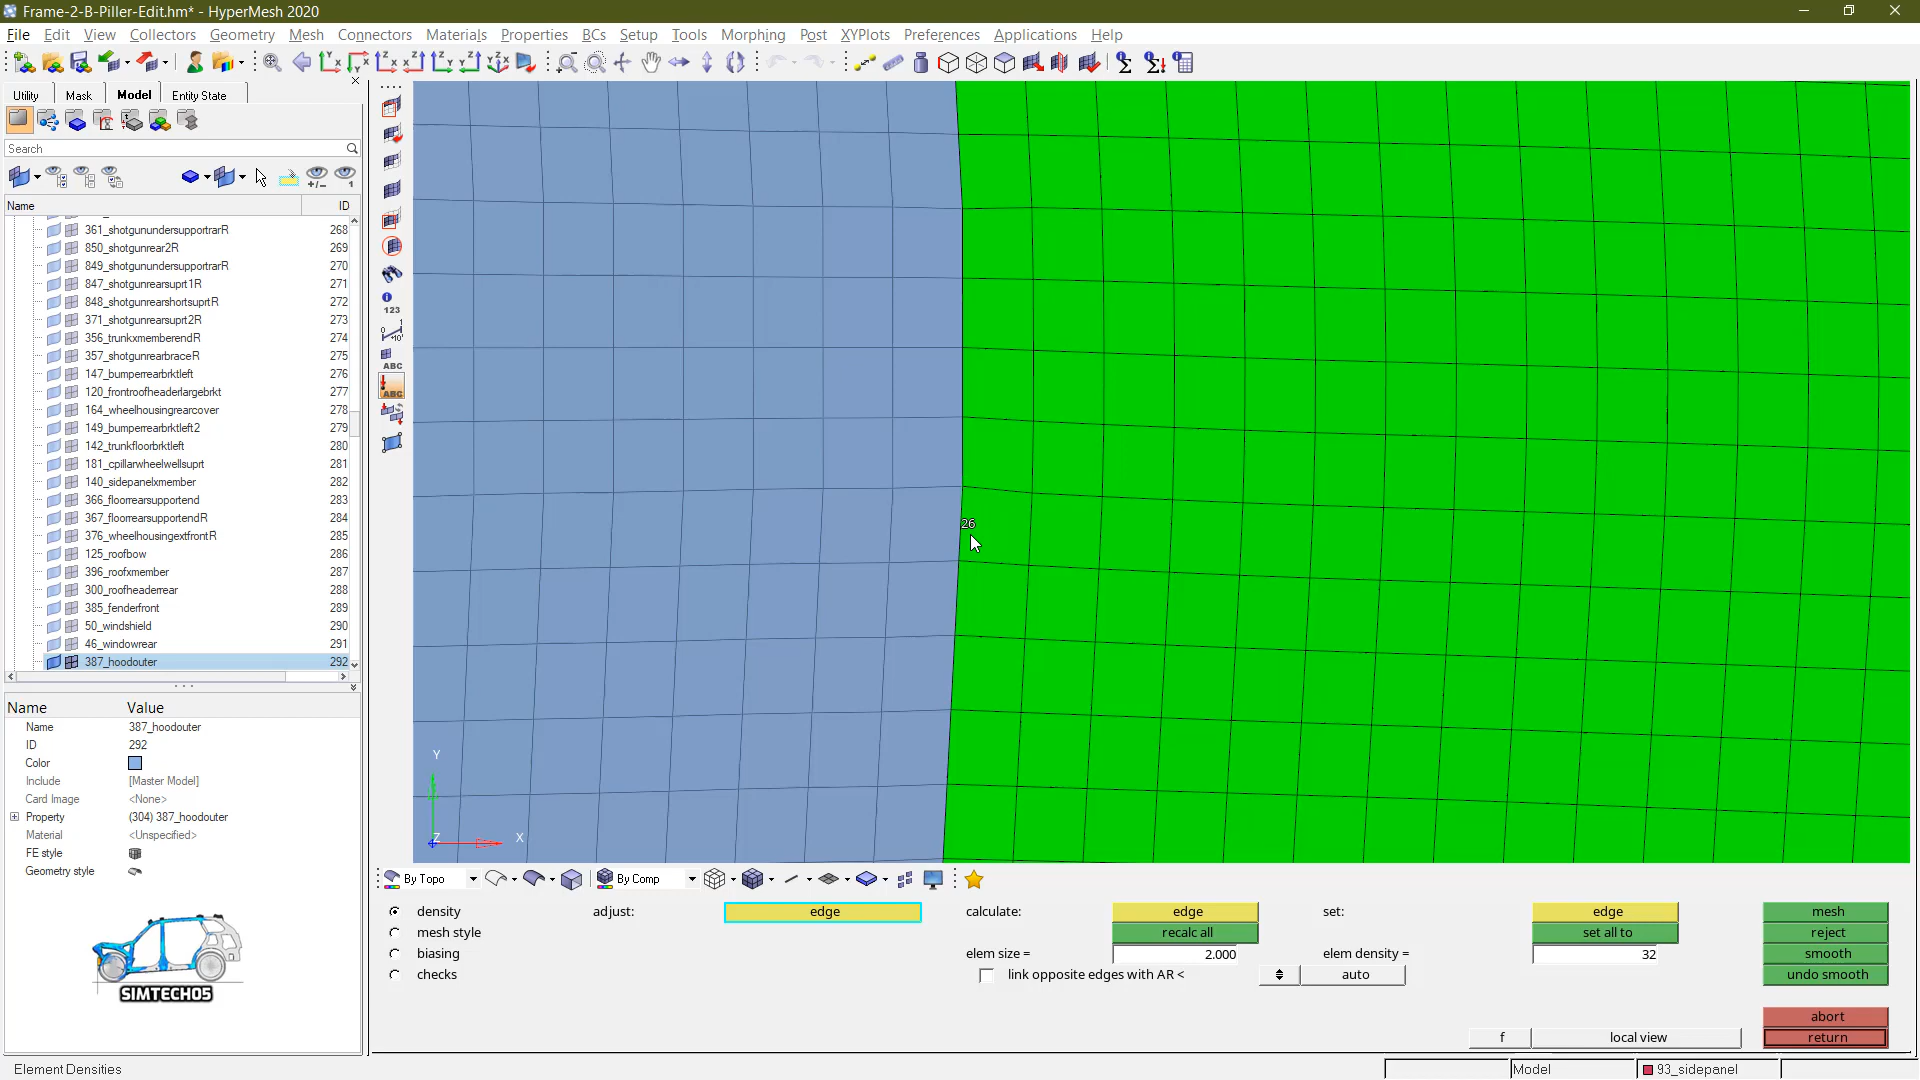 Frame-2-B-Piller-Edit.hm* - HyperMesh 2020
File Edit View Collectors Geometry Mesh Connectors Materials Properties BCs Setup Tools Morphing Post XYPlots Preferences Applications Help
Utility Mask Model Entity State
Search
Name ID
361_shotgunundersupportrarR 268
850_shotgunrear2R 269
849_shotgunundersupportrarR 270
847_shotgunrearsuprt1R 271
848_shotgunrearshortsuprtR 272
371_shotgunrearsuprt2R 273
356_trunkxmemberendR 274
357_shotgunrearbraceR 275
147_bumperrearbrktleft 276
120_frontroofheaderlargebrkt 277
164_wheelhousingrearcover 278
149_bumperrearbrktleft2 279
142_trunkfloorbrktleft 280
181_cpillarwheelwellsuprt 281
140_sidepanelxmember 282
366_floorrearsupportend 283
367_floorrearsupportendR 284
376_wheelhousingextfrontR 285
125_roofbow 286
396_roofxmember 287
300_roofheaderrear 288
385_fenderfront 289
50_windshield 290
46_windowrear 291
387_hoodouter 292
Name Value
Name 387_hoodouter
ID 292
Color
Include [Master Model]
Card Image <None>
Property (304) 387_hoodouter
Material <Unspecified>
FE style
Geometry style
SIMTECH05
123
ABC
ABC
26
Y
Z X
By Topo By Comp
density adjust: edge calculate: edge set: edge mesh
mesh style recalc all set all to reject
biasing elem size = 2.000 elem density = 32 smooth
checks link opposite edges with AR < auto undo smooth
abort
f local view return
Element Densities Model 93_sidepanel